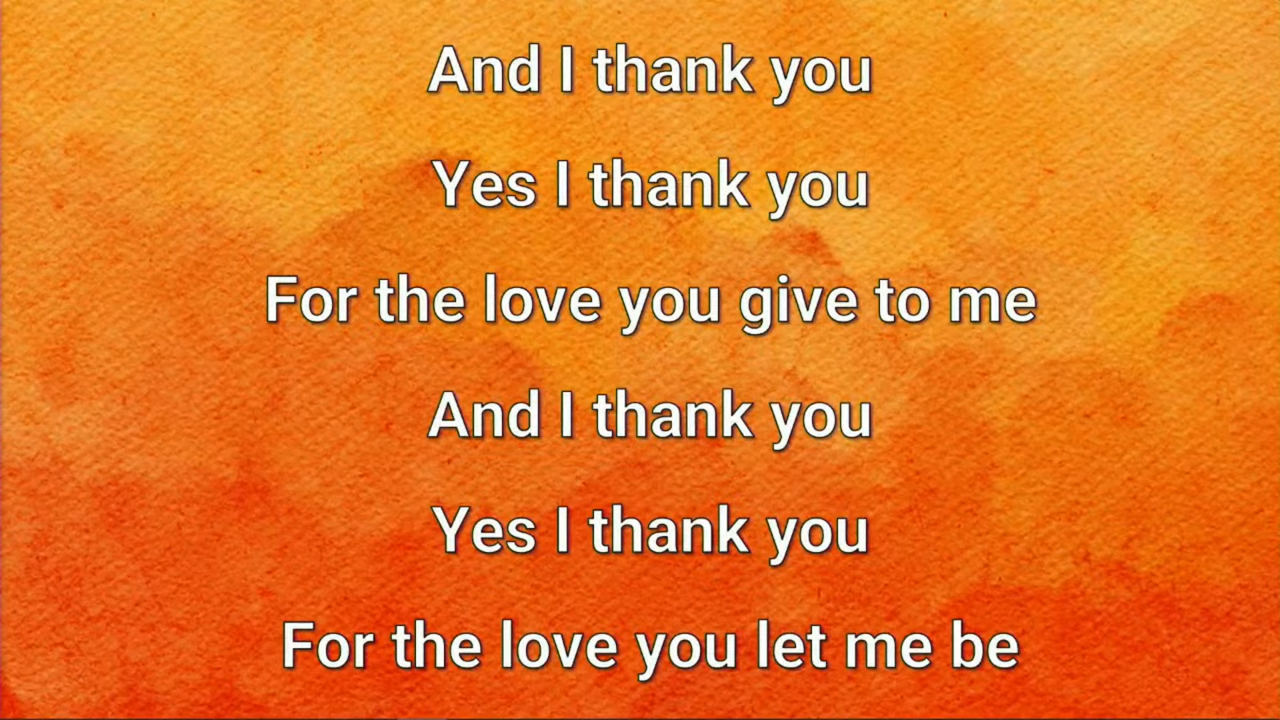 And I thank you
Yes I thank you
For the love you give to me
And I thank you
Yes I thank you
For the love you let me be